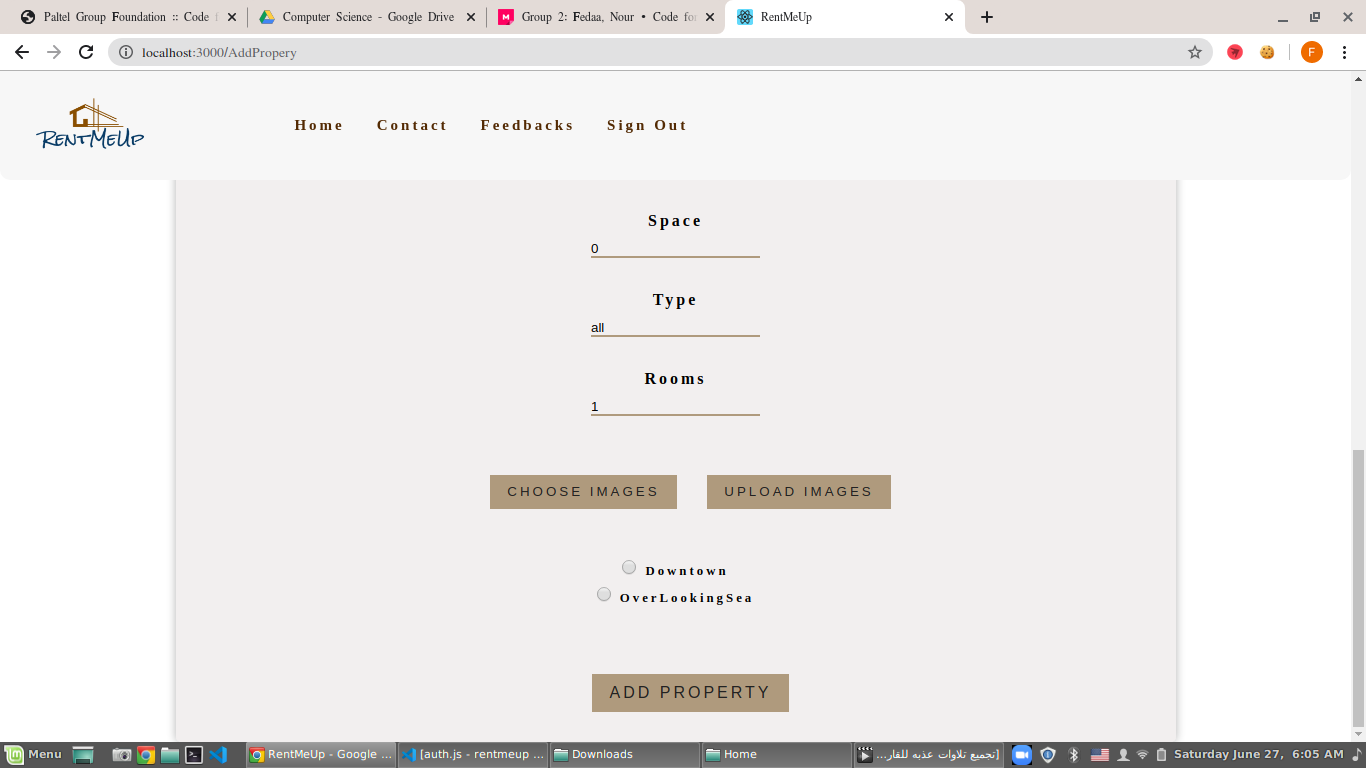 Paltel Group Foundation :: Code f
Computer Science - Google Drive
Group 2: Fedaa, Nour • Code for
RentMeUp
localhost:3000/AddPropery
F
RentMeUp
Home Contact Feedbacks Sign Out
Space
0
Type
all
Rooms
1
CHOOSE IMAGES UPLOAD IMAGES
Downtown
OverLookingSea
ADD PROPERTY
Menu
RentMeUp - Google ...
[auth.js - rentmeup ...
Downloads
Home
[تجميع تلاوات عذبه للقار...
Saturday June 27, 6:05 AM